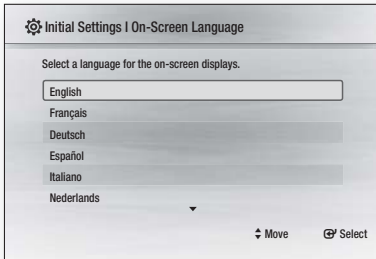 Initial Settings I On-Screen Language
Select a language for the on-screen displays.
English
Français
Deutsch
Español
Italiano
Nederlands
Move Select